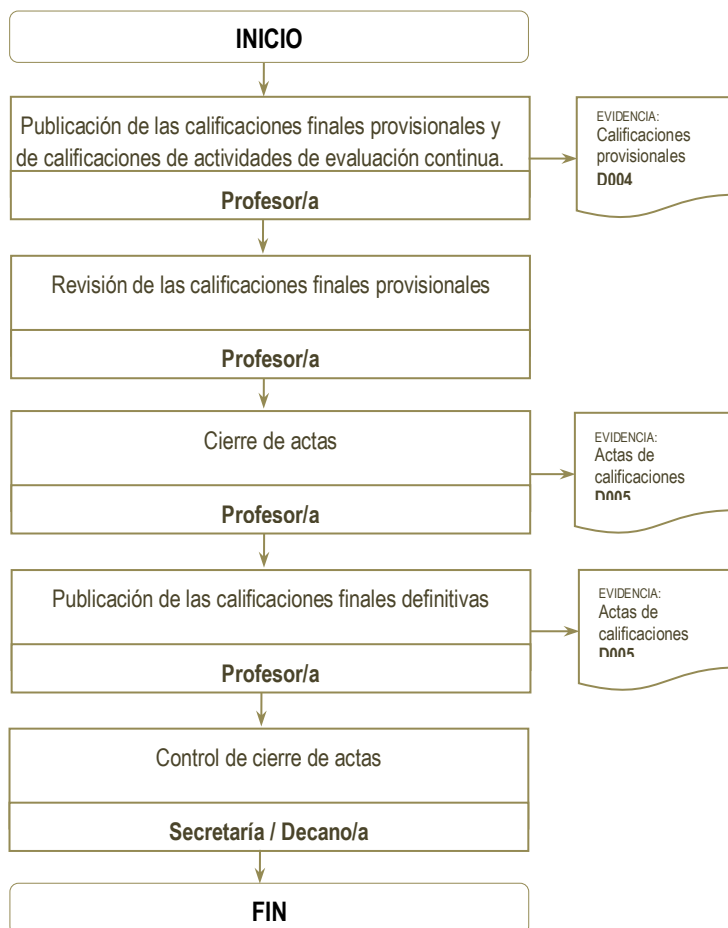 INICIO
Publicación de las calificaciones finales provisionales y
de calificaciones de actividades de evaluación continua.
Profesor/a
EVIDENCIA:
Calificaciones
provisionales
D004
Revisión de las calificaciones finales provisionales
Profesor/a
Cierre de actas
Profesor/a
EVIDENCIA:
Actas de
calificaciones
D005
Publicación de las calificaciones finales definitivas
Profesor/a
EVIDENCIA:
Actas de
calificaciones
D005
Control de cierre de actas
Secretaría / Decano/a
FIN